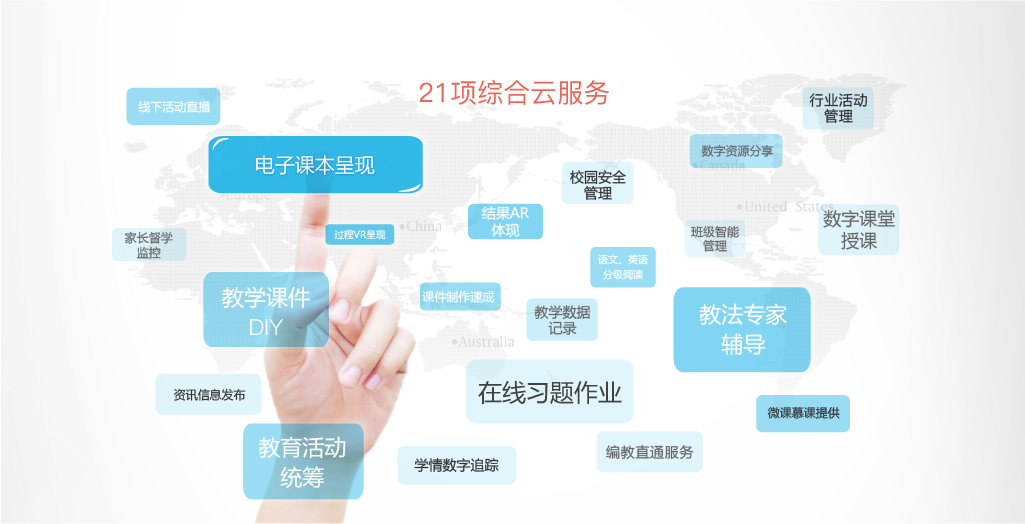 21项综合云服务
线下活动直播
行业活动
管理
电子课本呈现
数字资源分享
Canada
校园安全
管理
Europe
结果AR
体现
United States
数字课堂
授课
China
过程VR呈现
班级智能
管理
家长督学
监控
语文、英语
分级阅读
教学课件
DIY
课件制作速成
教学数据
记录
教法专家
辅导
Australia
在线习题作业
资讯信息发布
微课慕课提供
教育活动
统筹
学情数字追踪
编教直通服务